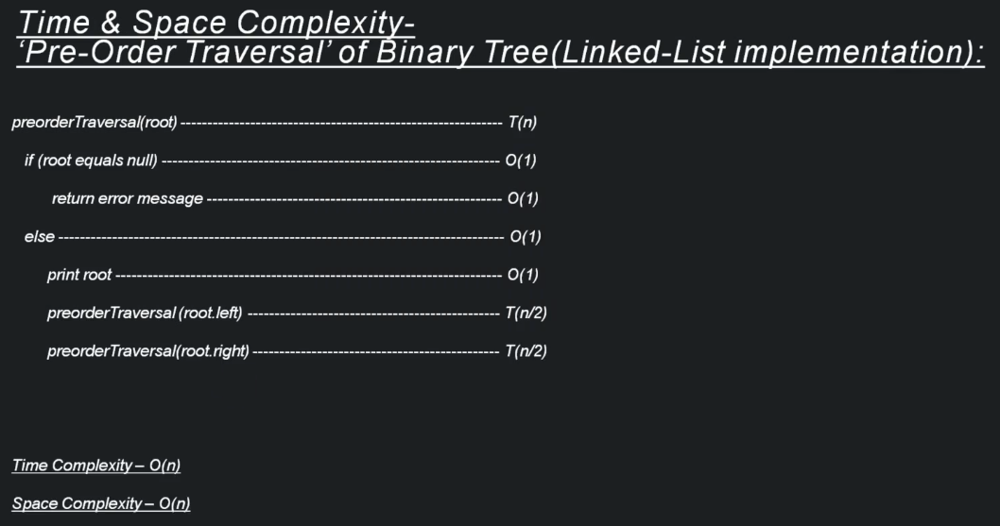 Time & Space Complexity-
‘Pre-Order Traversal’ of Binary Tree(Linked-List implementation):
preorderTraversal(root) ------------------------------------------------------------ T(n)
if (root equals null) --------------------------------------------------------------- O(1)
return error message ------------------------------------------------------- O(1)
else ----------------------------------------------------------------------------------- O(1)
print root ------------------------------------------------------------------------ O(1)
preorderTraversal (root.left) ----------------------------------------------- T(n/2)
preorderTraversal(root.right) ---------------------------------------------- T(n/2)
Time Complexity – O(n)
Space Complexity – O(n)